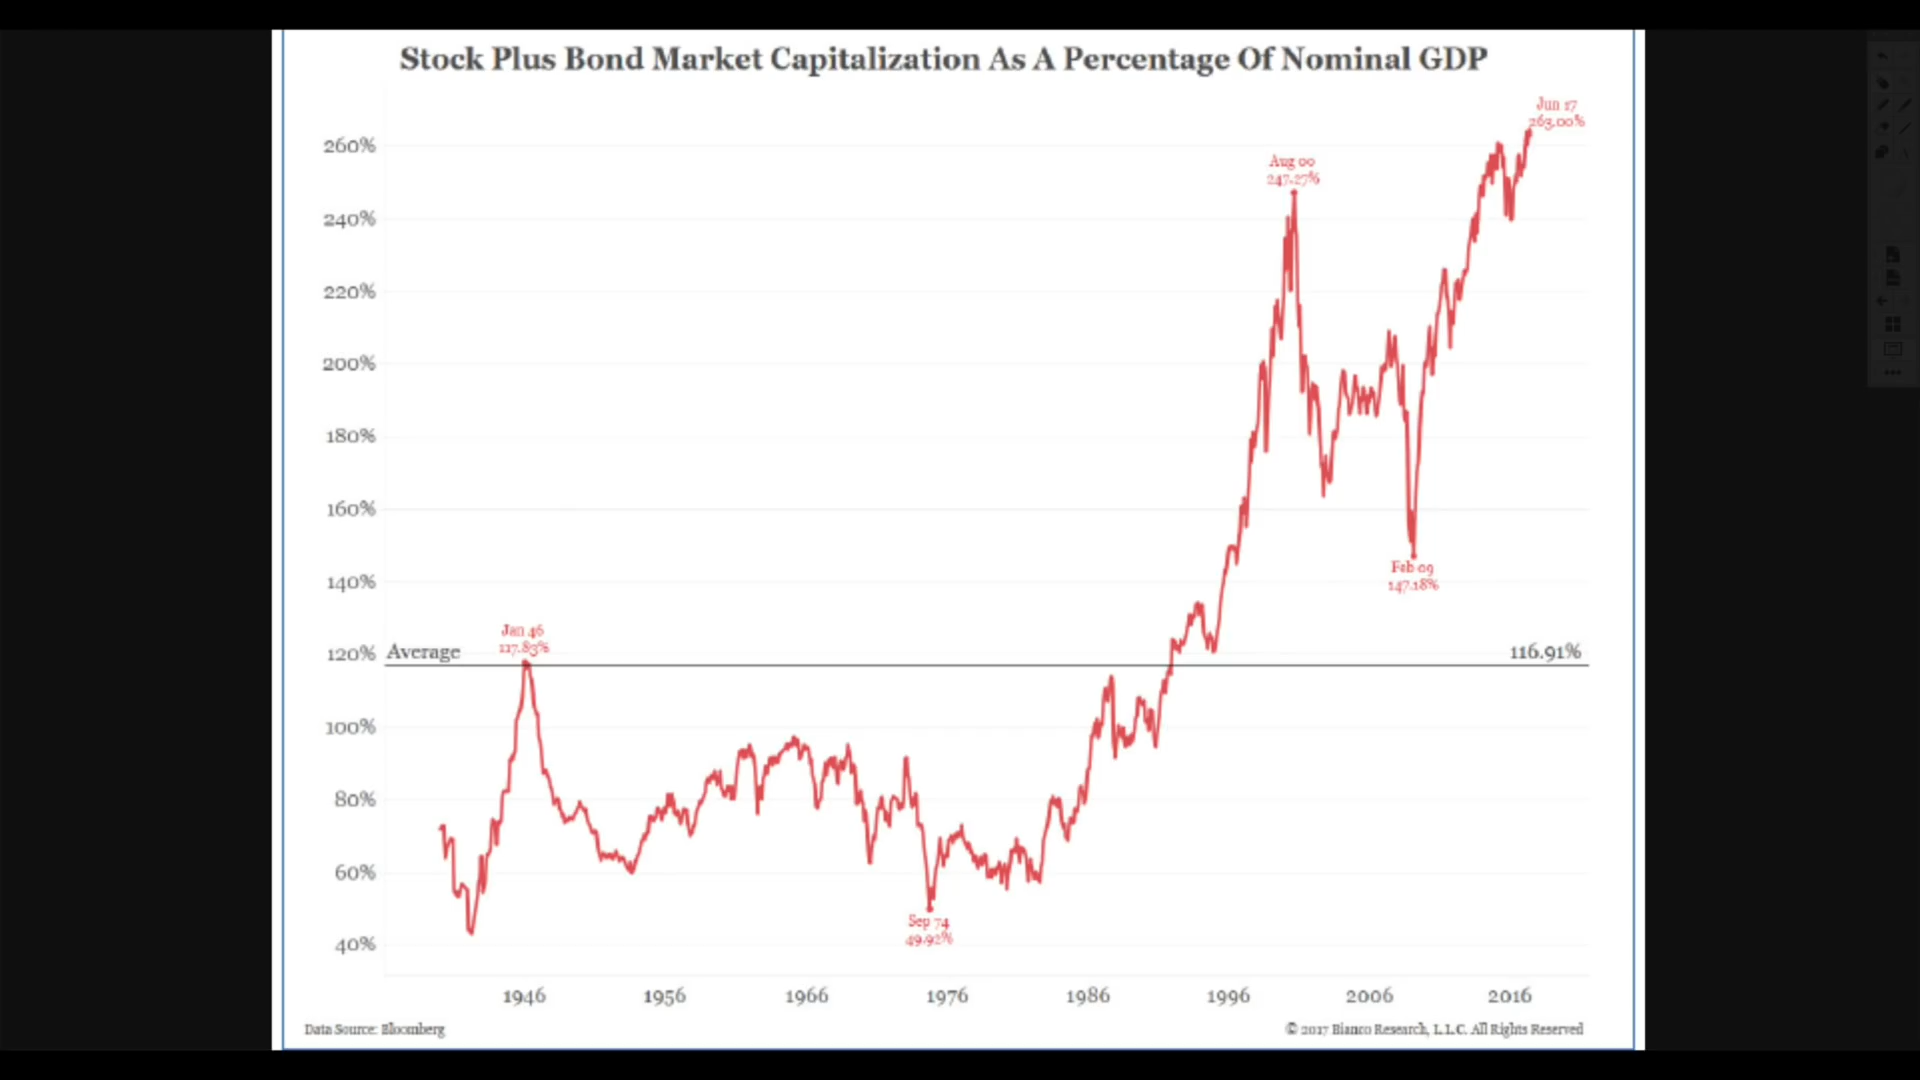 Stock Plus Bond Market Capitalization As A Percentage Of Nominal GDP
Jun 17
263.00%
260%
Aug 00
247.27%
240%
220%
200%
180%
160%
Feb 09
147.18%
140%
Jan 46
117.83%
120%
Average
116.91%
100%
80%
60%
Sep 74
49.92%
40%
1946 1956 1966 1976 1986 1996 2006 2016
Data Source: Bloomberg
© 2017 Bianco Research, L.L.C. All Rights Reserved